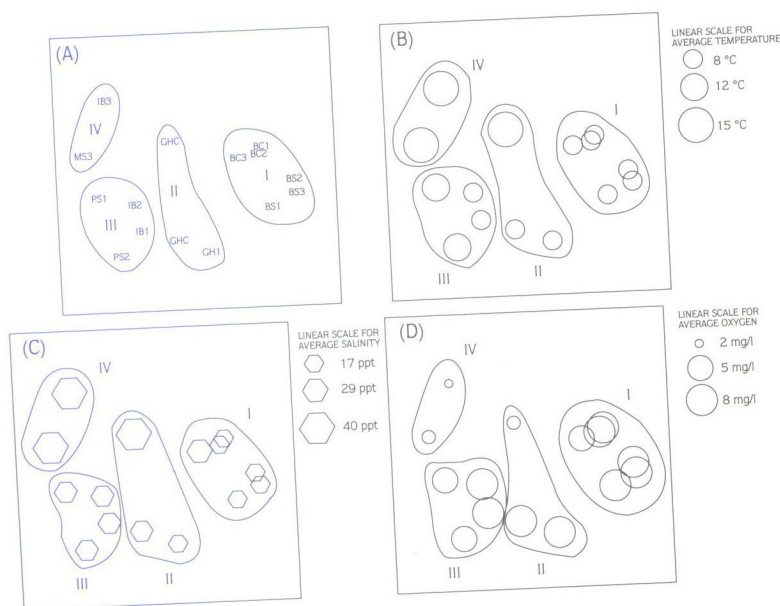 (A)
IV
IB3
MS3
GHC
II
GHC
GH1
PS1
IB2
III
IB1
PS2
BC1
BC2
BC3
I
BS2
BS3
BS1
(B)
IV
I
III
II
LINEAR SCALE FOR
AVERAGE TEMPERATURE
8 °C
12 °C
15 °C
(C)
IV
I
III
II
LINEAR SCALE FOR
AVERAGE SALINITY
17 ppt
29 ppt
40 ppt
(D)
IV
I
III
II
LINEAR SCALE FOR
AVERAGE OXYGEN
2 mg/l
5 mg/l
8 mg/l